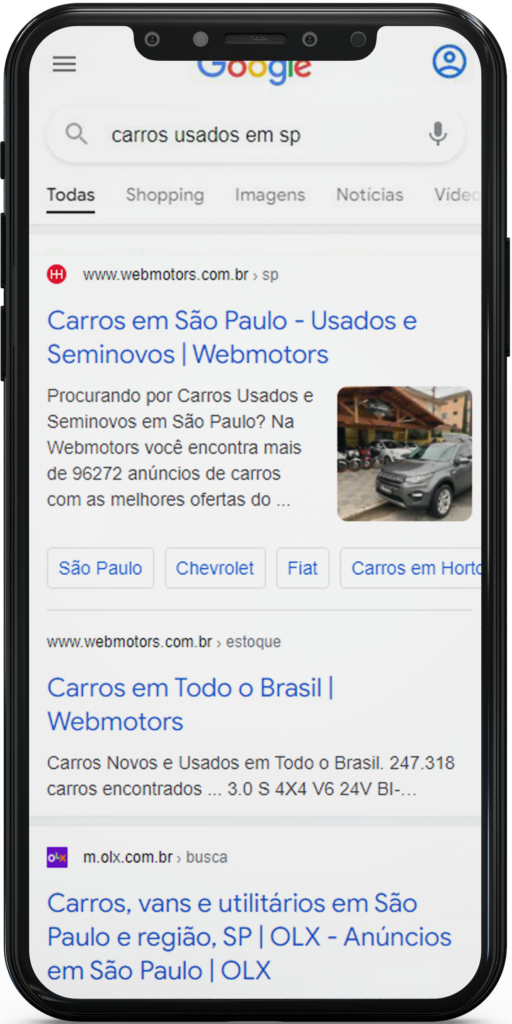 Google
carros usados em sp
Todas Shopping Imagens Notícias Videc
www.webmotors.com.br › sp
Carros em São Paulo - Usados e
Seminovos | Webmotors
Procurando por Carros Usados e
Seminovos em São Paulo? Na
Webmotors você encontra mais
de 96272 anúncios de carros
com as melhores ofertas do ...
São Paulo Chevrolet Fiat Carros em Horto
www.webmotors.com.br › estoque
Carros em Todo o Brasil |
Webmotors
Carros Novos e Usados em Todo o Brasil. 247.318
carros encontrados ... 3.0 S 4X4 V6 24V BI-...
OLX m.olx.com.br › busca
Carros, vans e utilitários em São
Paulo e região, SP | OLX - Anúncios
em São Paulo | OLX